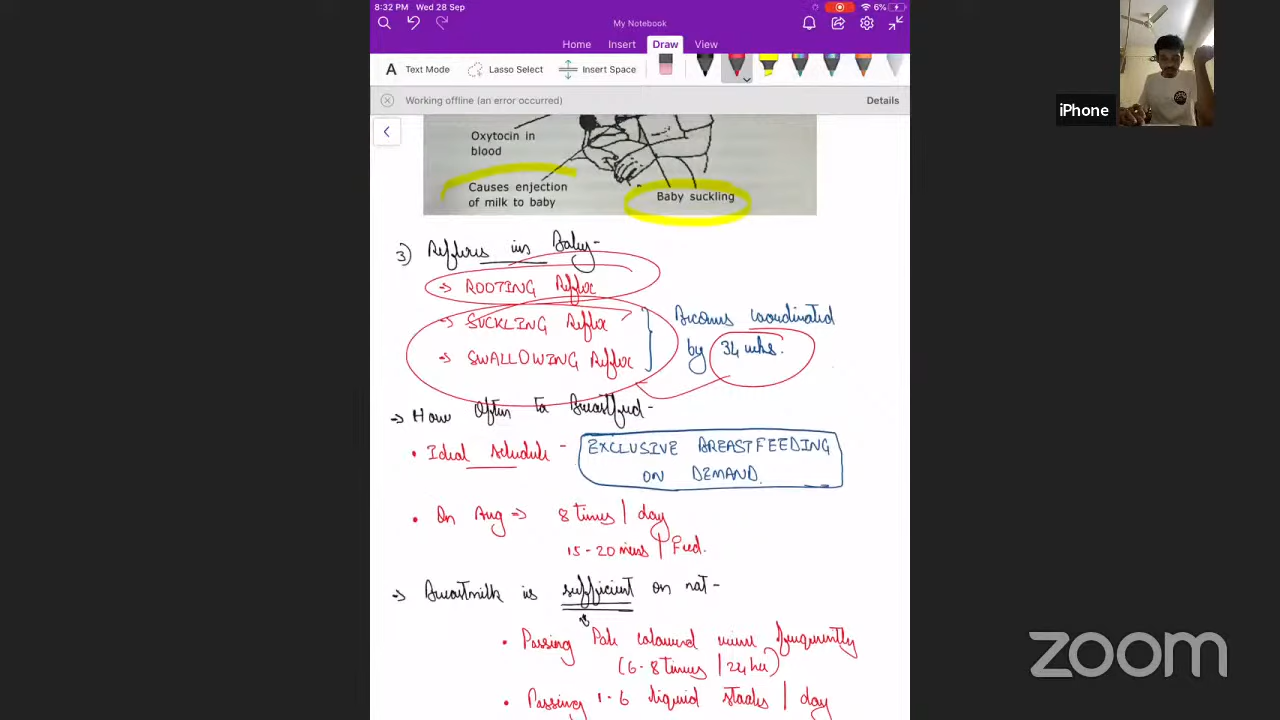 8:32 PM Wed 28 Sep
6%
My Notebook
Home Insert Draw View
Text Mode Lasso Select Insert Space
Working offline (an error occurred) Details
iPhone
Oxytocin in
blood
Causes enjection
of milk to baby
Baby suckling
3) Reflexes in Baby-
→ ROOTING Reflex
→ SUCKLING Reflex
→ SWALLOWING Reflex
Becomes coordinated
by 34 wks.
→ How Often to Breastfeed-
• Ideal schedule - EXCLUSIVE BREASTFEEDING
ON DEMAND.
• On Avg → 8 times | day
15-20 mins | Feed.
→ Breastmilk is sufficient or not-
• Passing Pale coloured urine frequently
(6-8 times | 24 hr)
• Passing 1-6 liquid stools | day
zoom